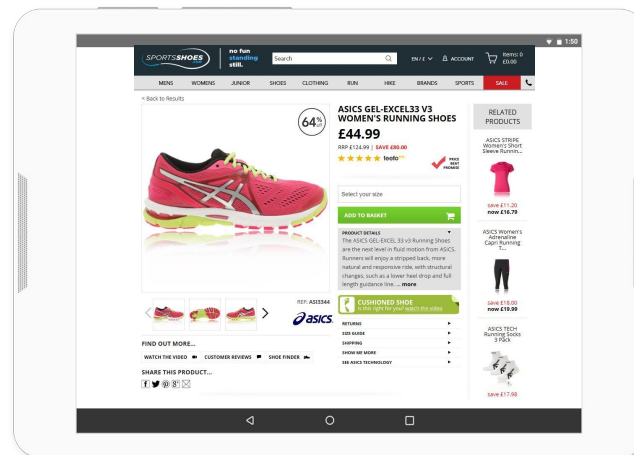 1:50
SPORTSSHOES
.com
no fun
standing
still.
Search
EN / £
ACCOUNT
Items: 0
£0.00
MENS
WOMENS
JUNIOR
SHOES
CLOTHING
RUN
HIKE
BRANDS
SPORTS
SALE
< Back to Results
64%
ASICS GEL-EXCEL33 V3
WOMEN'S RUNNING SHOES
£44.99
RRP £124.99 | SAVE £80.00
feefo
PRICE
BEAT
PROMISE
Select your size
ADD TO BASKET
PRODUCT DETAILS
The ASICS GEL-EXCEL 33 v3 Running Shoes
are the next level in fluid motion from ASICS.
Runners will enjoy a stripped back, more
natural and responsive ride, with structural
changes, such as a lower heel drop and full
length guidance line. ... more
CUSHIONED SHOE
Is this right for you? watch the video
RETURNS
SIZE GUIDE
SHIPPING
SHOW ME MORE
SEE ASICS TECHNOLOGY
REF: ASI3344
asics
FIND OUT MORE...
WATCH THE VIDEO
CUSTOMER REVIEWS
SHOE FINDER
SHARE THIS PRODUCT...
RELATED
PRODUCTS
ASICS STRIPE
Women's Short
Sleeve Runnin...
save £11.20
now £16.79
ASICS Women's
Adrenaline
Capri Running
T...
save £18.00
now £19.99
ASICS TECH
Running Socks
3 Pack
save £17.98